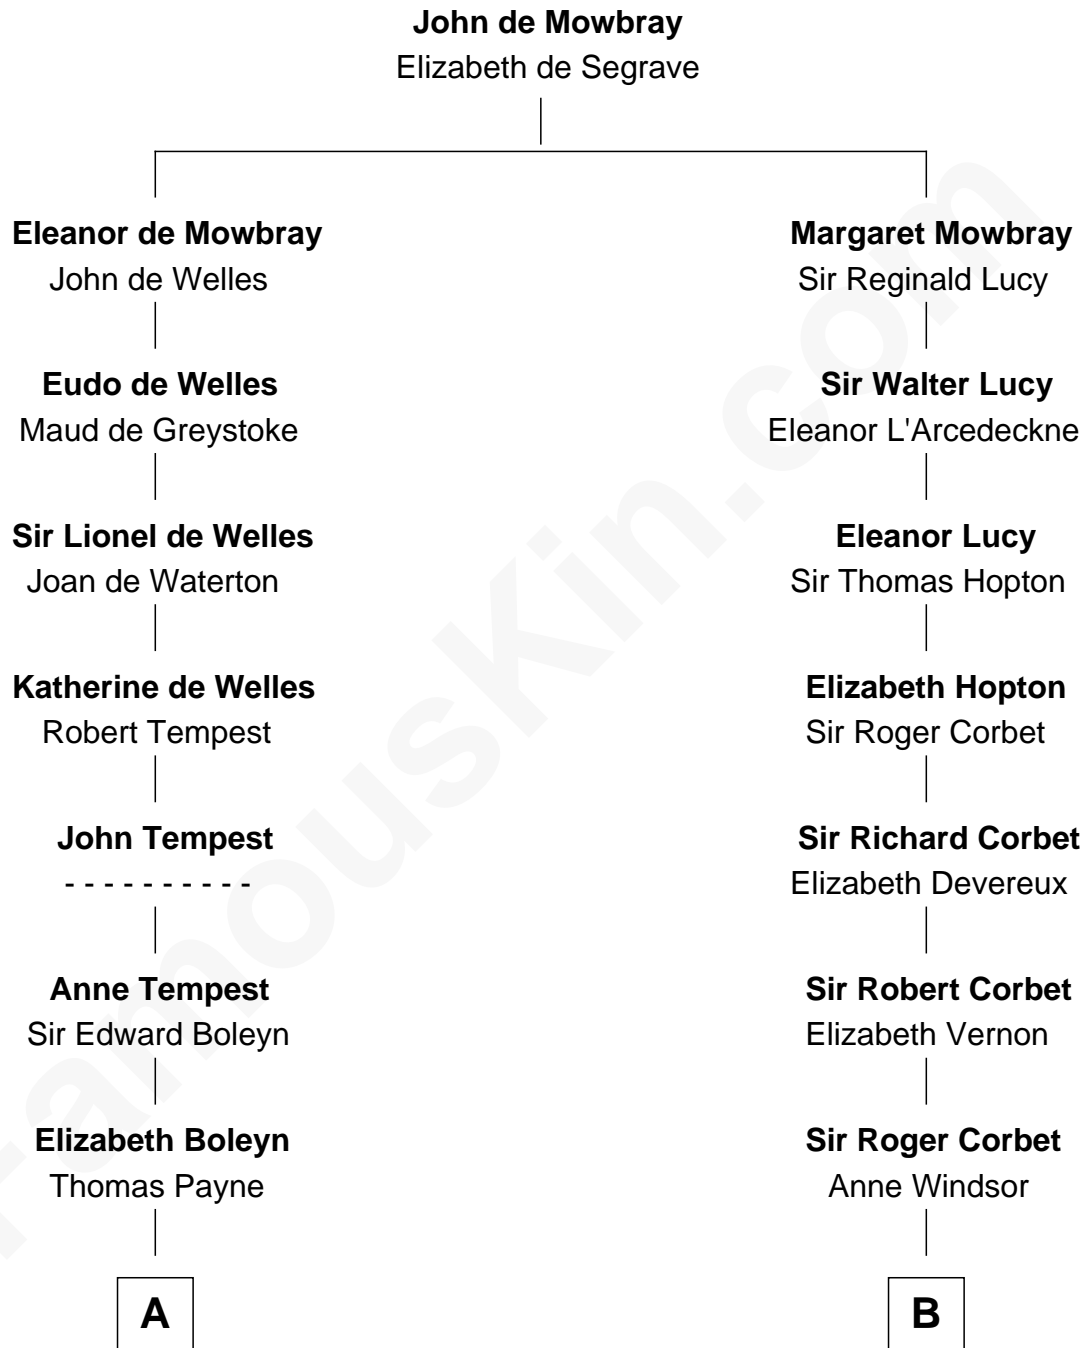 John de Mowbray
Elizabeth de Segrave
Eleanor de Mowbray
John de Welles
Margaret Mowbray
Sir Reginald Lucy
Eudo de Welles
Maud de Greystoke
Sir Walter Lucy
Eleanor L'Arcedeckne
Sir Lionel de Welles
Joan de Waterton
Eleanor Lucy
Sir Thomas Hopton
Katherine de Welles
Robert Tempest
Elizabeth Hopton
Sir Roger Corbet
John Tempest
- - - - - - - - - -
Sir Richard Corbet
Elizabeth Devereux
Anne Tempest
Sir Edward Boleyn
Sir Robert Corbet
Elizabeth Vernon
Elizabeth Boleyn
Thomas Payne
Sir Roger Corbet
Anne Windsor
A
B
FamousKin.com